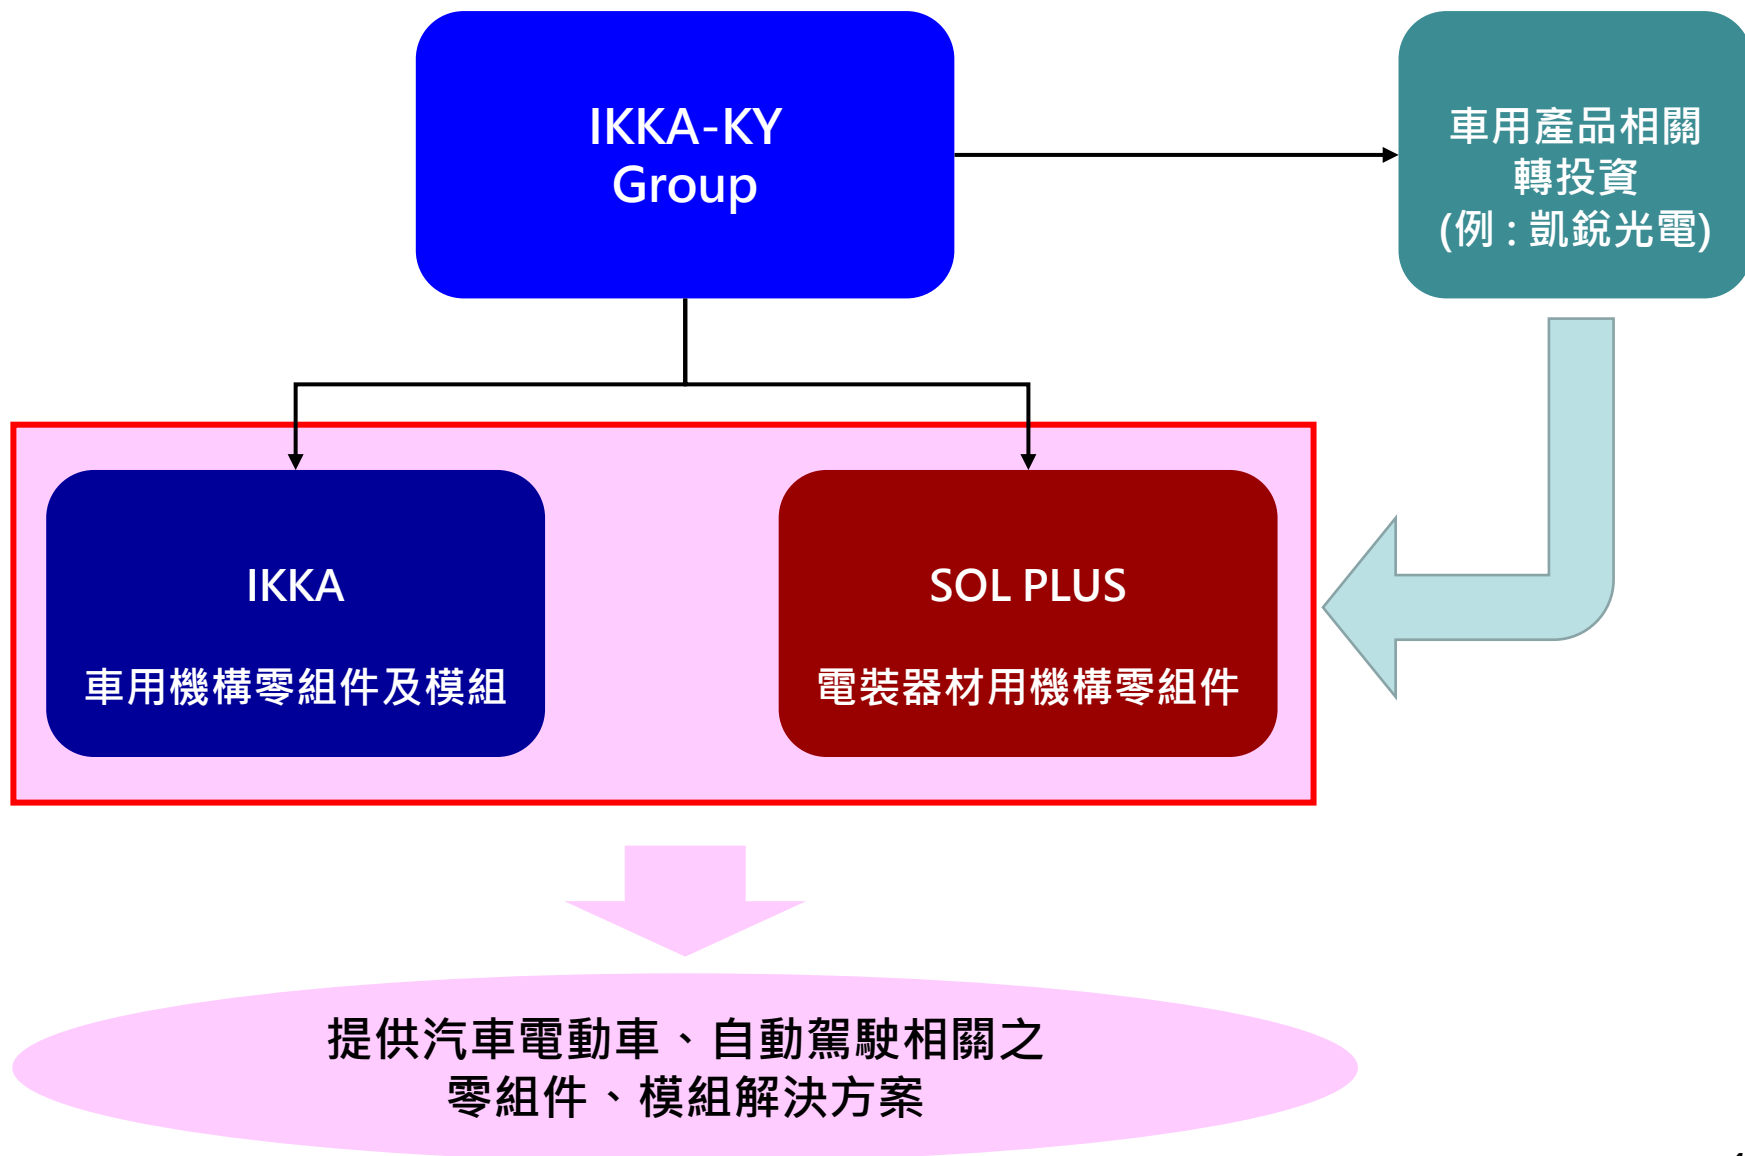 IKKA-KY
Group
車用產品相關
轉投資
(例 : 凱銳光電)
IKKA
車用機構零組件及模組
SOL PLUS
電裝器材用機構零組件
提供汽車電動車、自動駕駛相關之
零組件、模組解決方案